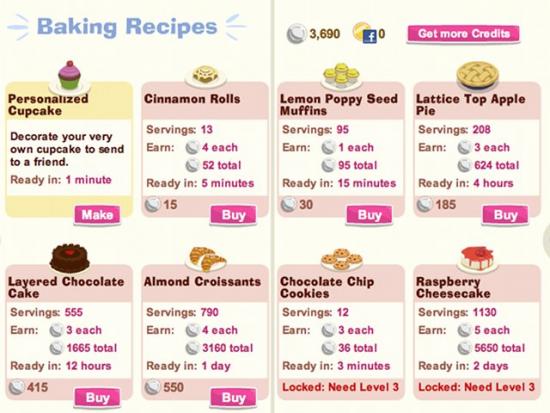 Baking Recipes
3,690
0
Get more Credits
Personalized
Cupcake
Decorate your very
own cupcake to send
to a friend.
Ready in: 1 minute
Make
Cinnamon Rolls
Servings: 13
Earn: 4 each
52 total
Ready in: 5 minutes
15
Buy
Lemon Poppy Seed
Muffins
Servings: 95
Earn: 1 each
95 total
Ready in: 15 minutes
30
Buy
Lattice Top Apple
Pie
Servings: 208
Earn: 3 each
624 total
Ready in: 4 hours
185
Buy
Layered Chocolate
Cake
Servings: 555
Earn: 3 each
1665 total
Ready in: 12 hours
415
Buy
Almond Croissants
Servings: 790
Earn: 4 each
3160 total
Ready in: 1 day
550
Buy
Chocolate Chip
Cookies
Servings: 12
Earn: 3 each
36 total
Ready in: 3 minutes
Locked: Need Level 3
Raspberry
Cheesecake
Servings: 1130
Earn: 5 each
5650 total
Ready in: 2 days
Locked: Need Level 3